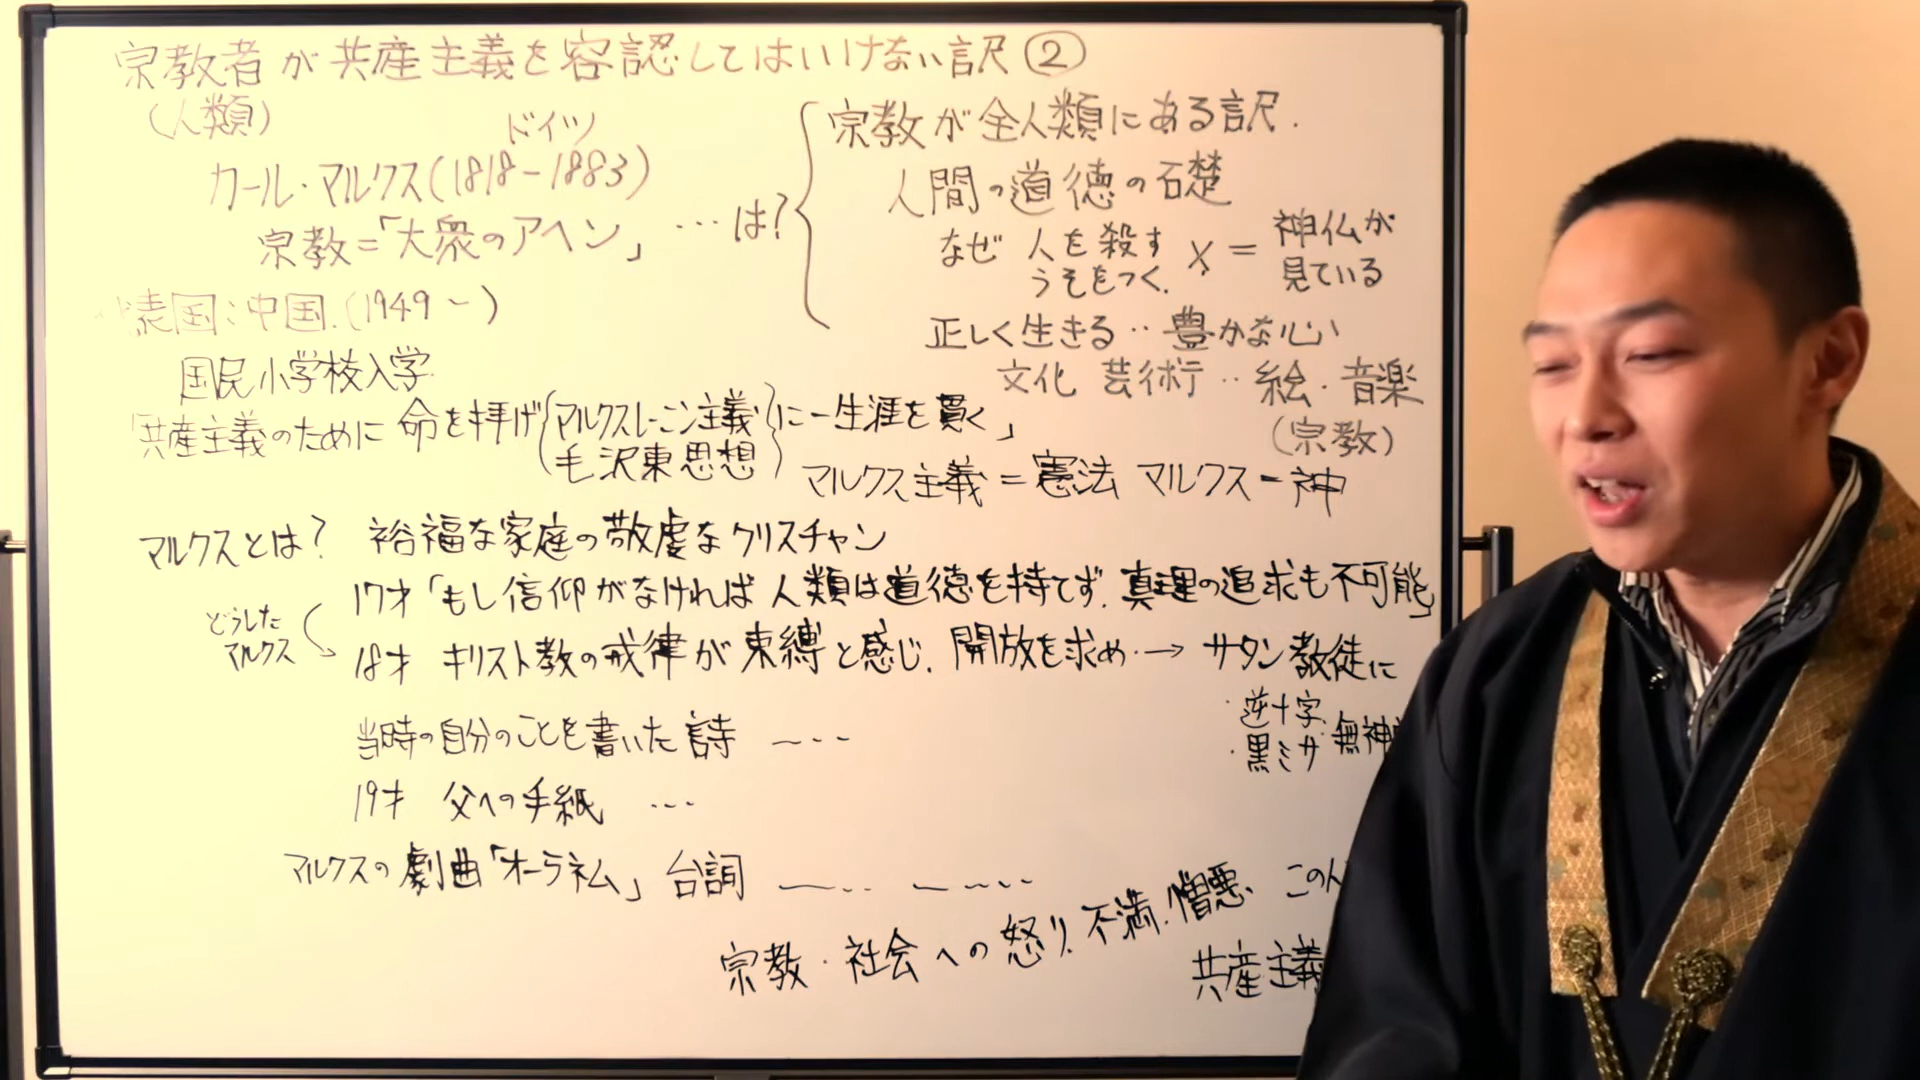 宗教者が共産主義を容認してはいけない訳②
(人類)
ドイツ
カール・マルクス(1818-1883)
宗教=「大衆のアヘン」…は?
宗教が全人類にある訳.
人間の道徳の石楚
なぜ 人を殺す うそをつく. × = 神仏が見ている
正しく生きる‥豊かな心
文化 芸術‥絵・音楽
(宗教)
代表国:中国.(1949~)
国民小学校入学
「共産主義のために命を捧げ(マルクスレーニン主義 毛沢東思想)に一生涯を貫く」
マルクス主義=憲法 マルクス-神
マルクスとは? 裕福な家庭の敬虔なクリスチャン
17才「もし信仰がなければ人類は道徳を持てず.真理の追求も不可能」
どうした
マルクス
18才 キリスト教の戒律が束縛と感じ.開放を求め・→ サタン教徒に
・逆十字.
・黒ミサ 無神
当時の自分のことを書いた詩 ~---
19才 父への手紙 …
マルクスの劇曲「オーラネム」台詞
宗教・社会への怒り.不満.憎悪、この
共産主義